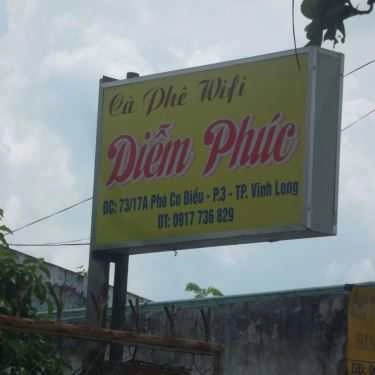 Cà Phê Wifi
Diễm Phúc
ĐC: 73/17A Phó Cơ Điều - P.3 - TP. Vĩnh Long
ĐT: 0917 736 829